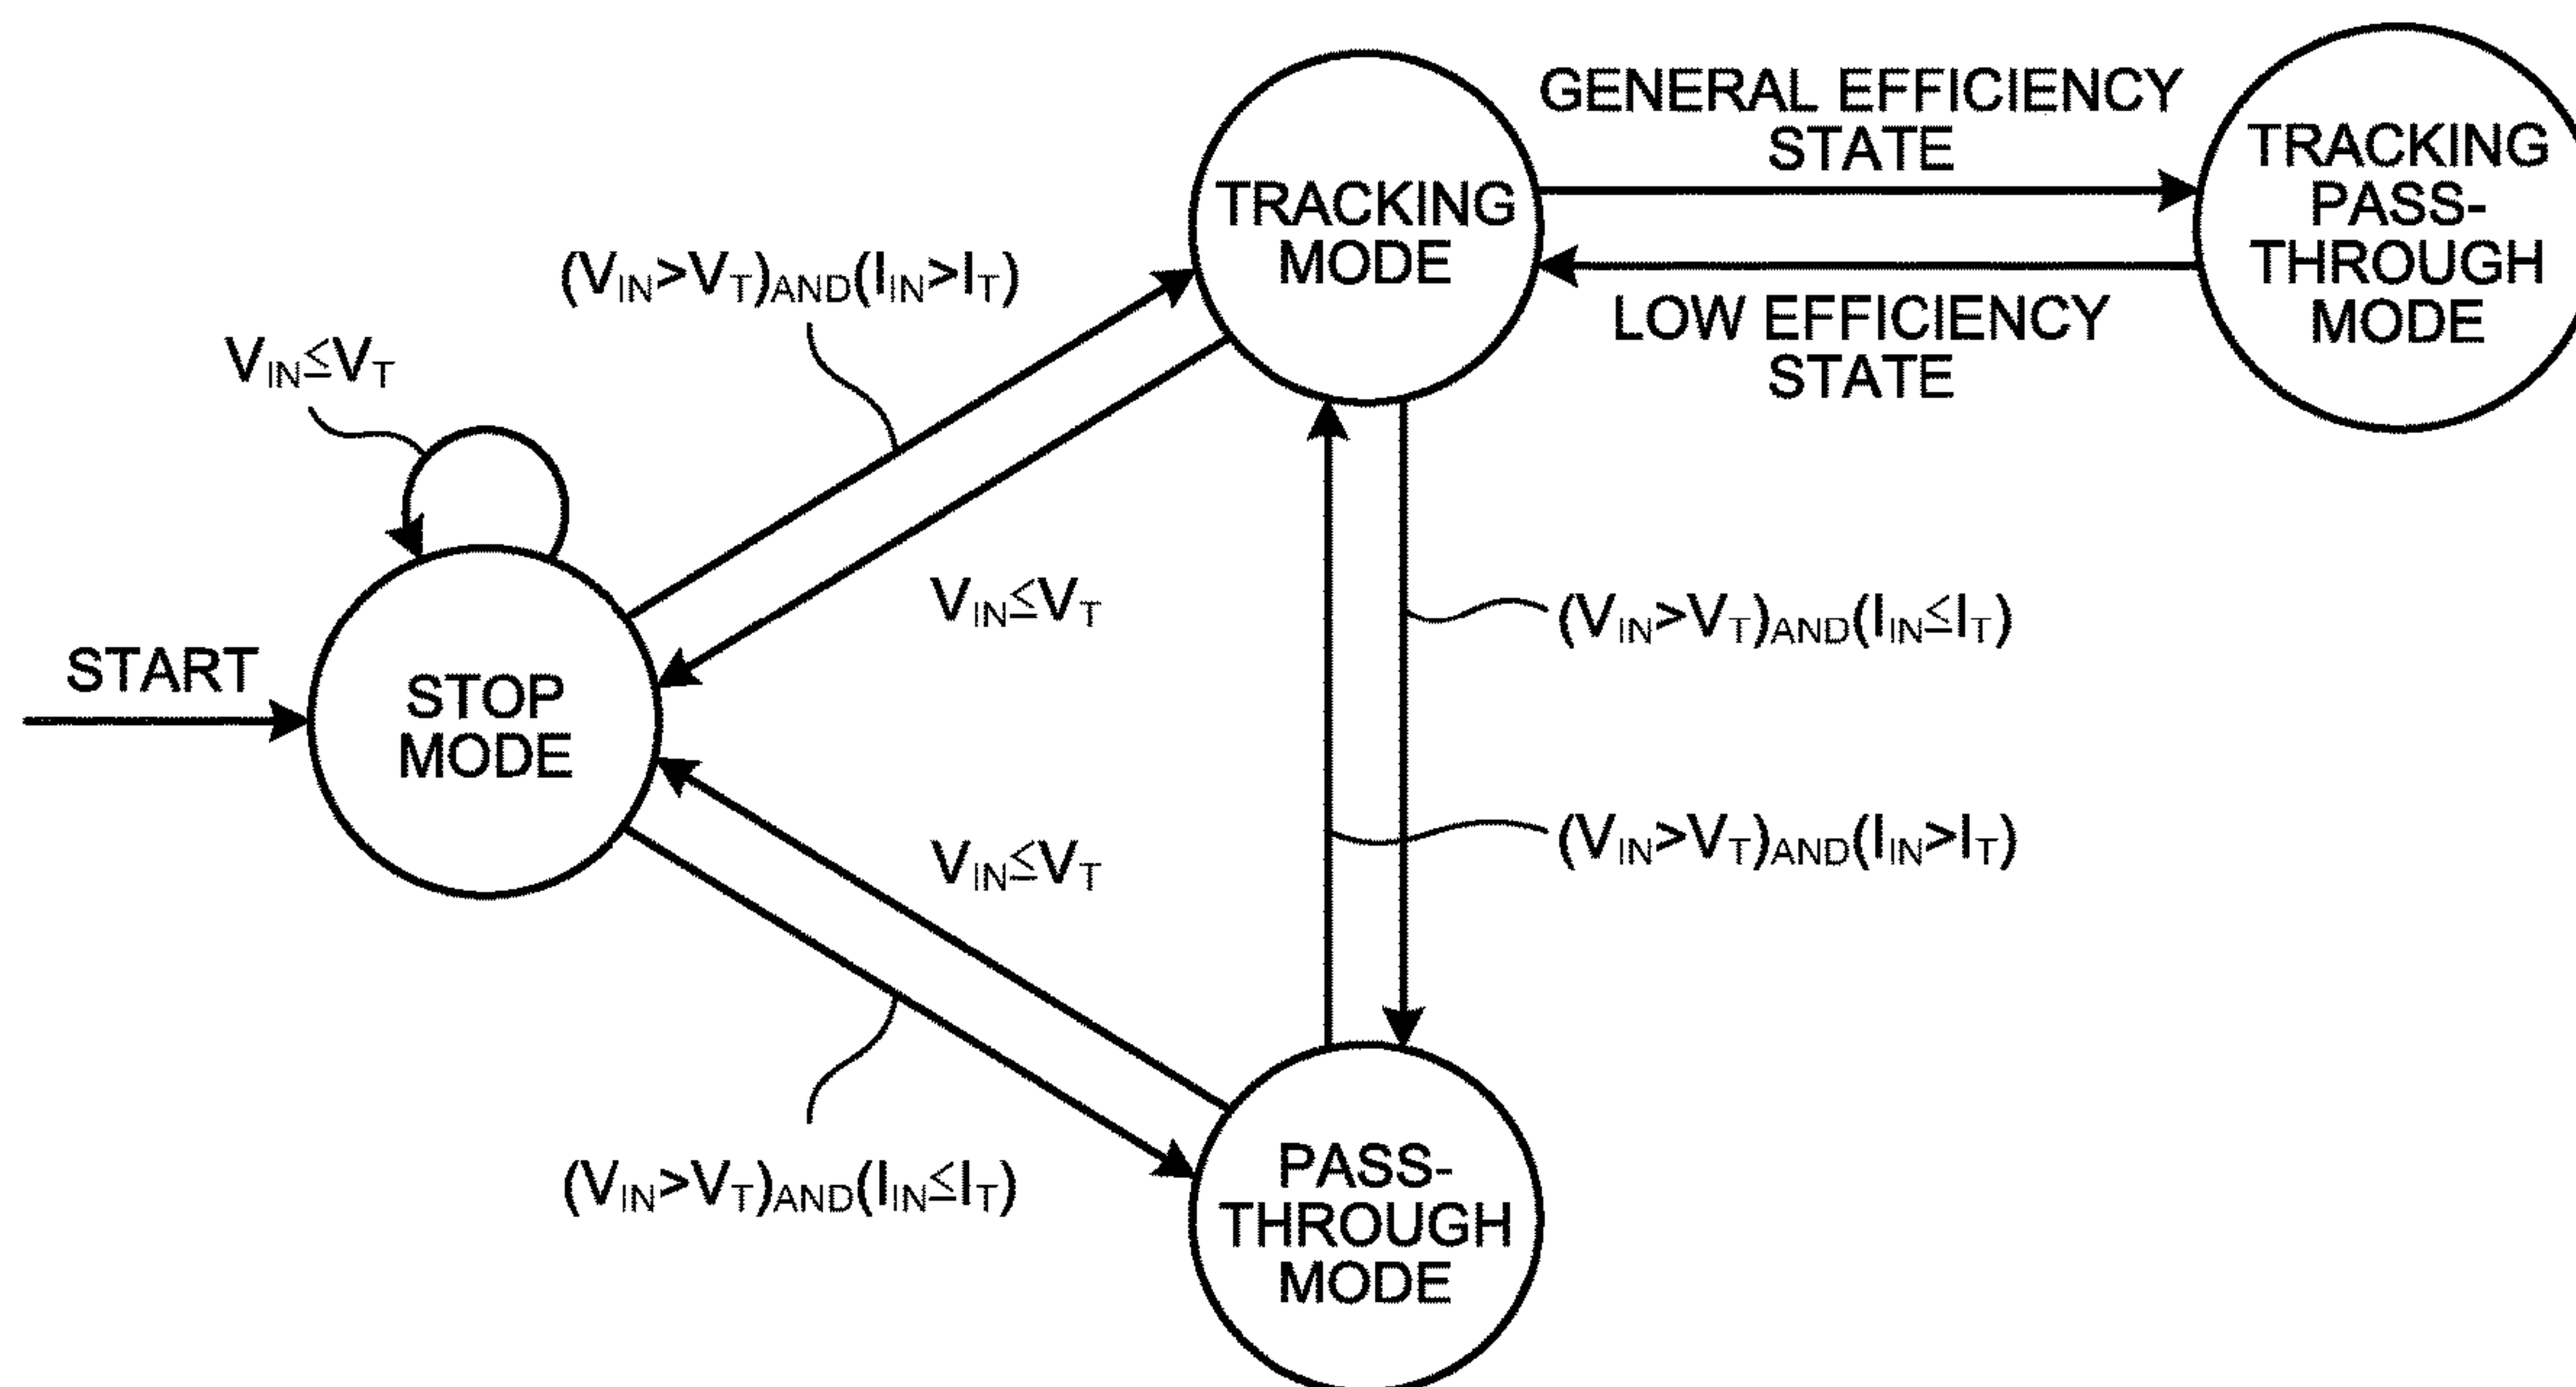 GENERAL EFFICIENCY
STATE
TRACKING
PASS-
THROUGH
MODE
TRACKING
MODE
(VIN>VT)AND(IIN>IT)
LOW EFFICIENCY
STATE
VIN≦VT
VIN≦VT
(VIN>VT)AND(IIN≦IT)
START
STOP
MODE
VIN≦VT
(VIN>VT)AND(IIN>IT)
(VIN>VT)AND(IIN≦IT)
PASS-
THROUGH
MODE